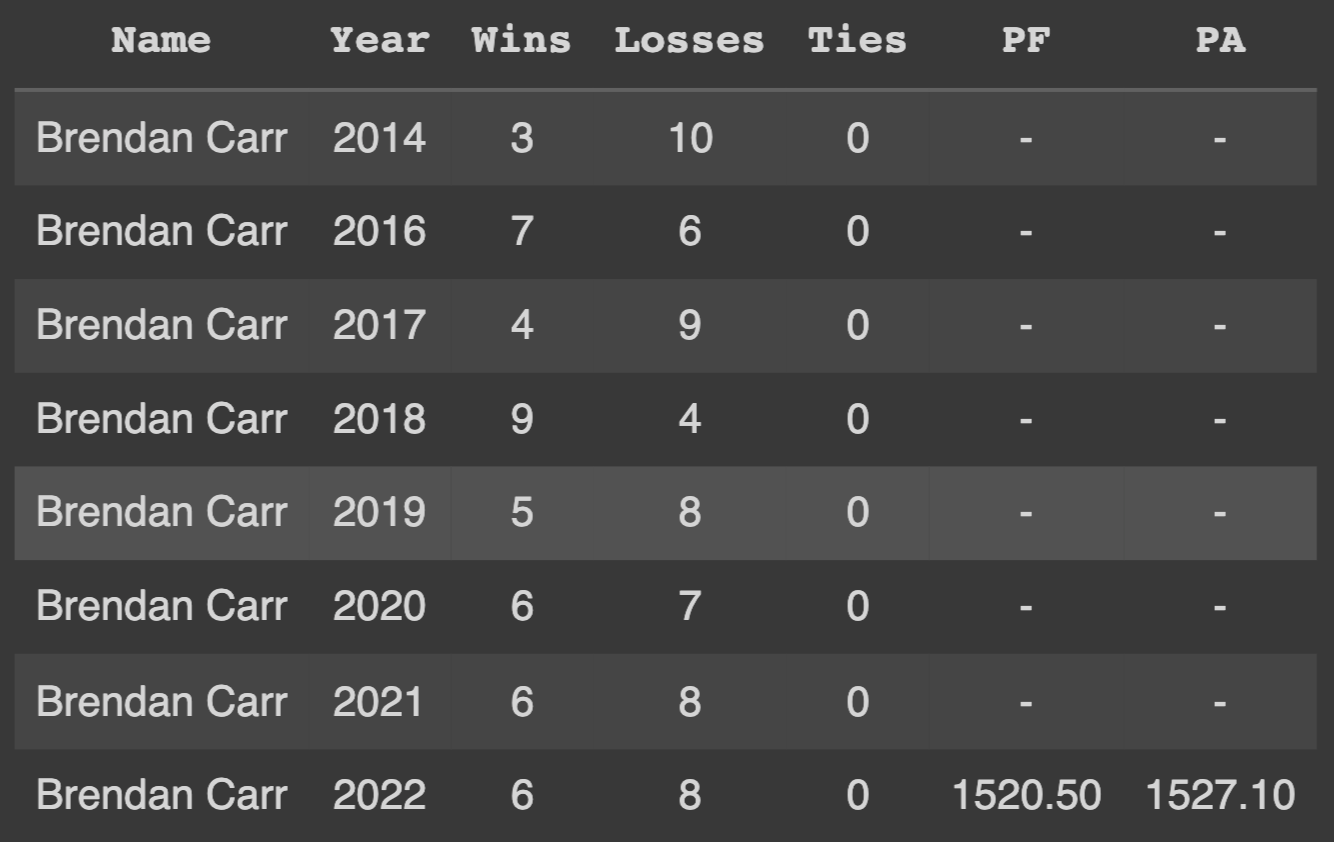 Name Year Wins Losses Ties PF PA
Brendan Carr 2014 3 10 0 - -
Brendan Carr 2016 7 6 0 - -
Brendan Carr 2017 4 9 0 - -
Brendan Carr 2018 9 4 0 - -
Brendan Carr 2019 5 8 0 - -
Brendan Carr 2020 6 7 0 - -
Brendan Carr 2021 6 8 0 - -
Brendan Carr 2022 6 8 0 1520.50 1527.10